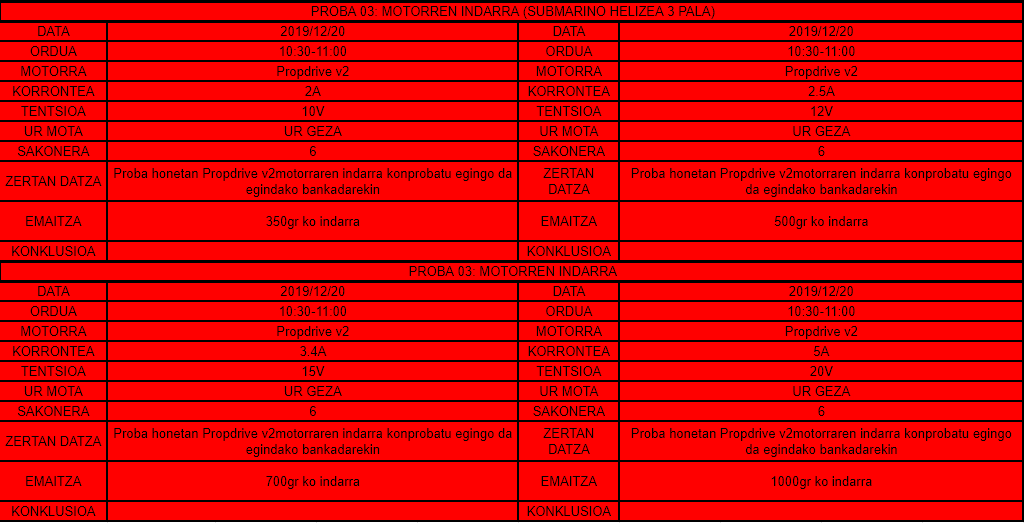 PROBA 03: MOTORREN INDARRA (SUBMARINO HELIZEA 3 PALA)
DATA 2019/12/20 DATA 2019/12/20
ORDUA 10:30-11:00 ORDUA 10:30-11:00
MOTORRA Propdrive v2 MOTORRA Propdrive v2
KORRONTEA 2A KORRONTEA 2.5A
TENTSIOA 10V TENTSIOA 12V
UR MOTA UR GEZA UR MOTA UR GEZA
SAKONERA 6 SAKONERA 6
ZERTAN DATZA Proba honetan Propdrive v2motorraren indarra konprobatu egingo da
egindako bankadarekin
ZERTAN
DATZA
Proba honetan Propdrive v2motorraren indarra konprobatu egingo
da egindako bankadarekin
EMAITZA 350gr ko indarra EMAITZA 500gr ko indarra
KONKLUSIOA KONKLUSIOA
PROBA 03: MOTORREN INDARRA
DATA 2019/12/20 DATA 2019/12/20
ORDUA 10:30-11:00 ORDUA 10:30-11:00
MOTORRA Propdrive v2 MOTORRA Propdrive v2
KORRONTEA 3.4A KORRONTEA 5A
TENTSIOA 15V TENTSIOA 20V
UR MOTA UR GEZA UR MOTA UR GEZA
SAKONERA 6 SAKONERA 6
ZERTAN DATZA Proba honetan Propdrive v2motorraren indarra konprobatu egingo da
egindako bankadarekin
ZERTAN
DATZA
Proba honetan Propdrive v2motorraren indarra konprobatu egingo
da egindako bankadarekin
EMAITZA 700gr ko indarra EMAITZA 1000gr ko indarra
KONKLUSIOA KONKLUSIOA